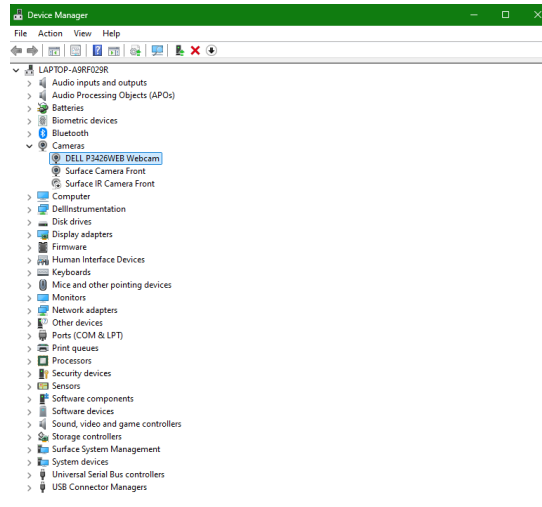 Device Manager
File Action View Help
LAPTOP-A9RF029R
Audio inputs and outputs
Audio Processing Objects (APOs)
Batteries
Biometric devices
Bluetooth
Cameras
DELL P3426WEB Webcam
Surface Camera Front
Surface IR Camera Front
Computer
DellInstrumentation
Disk drives
Display adapters
Firmware
Human Interface Devices
Keyboards
Mice and other pointing devices
Monitors
Network adapters
Other devices
Ports (COM & LPT)
Print queues
Processors
Security devices
Sensors
Software components
Software devices
Sound, video and game controllers
Storage controllers
Surface System Management
System devices
Universal Serial Bus controllers
USB Connector Managers